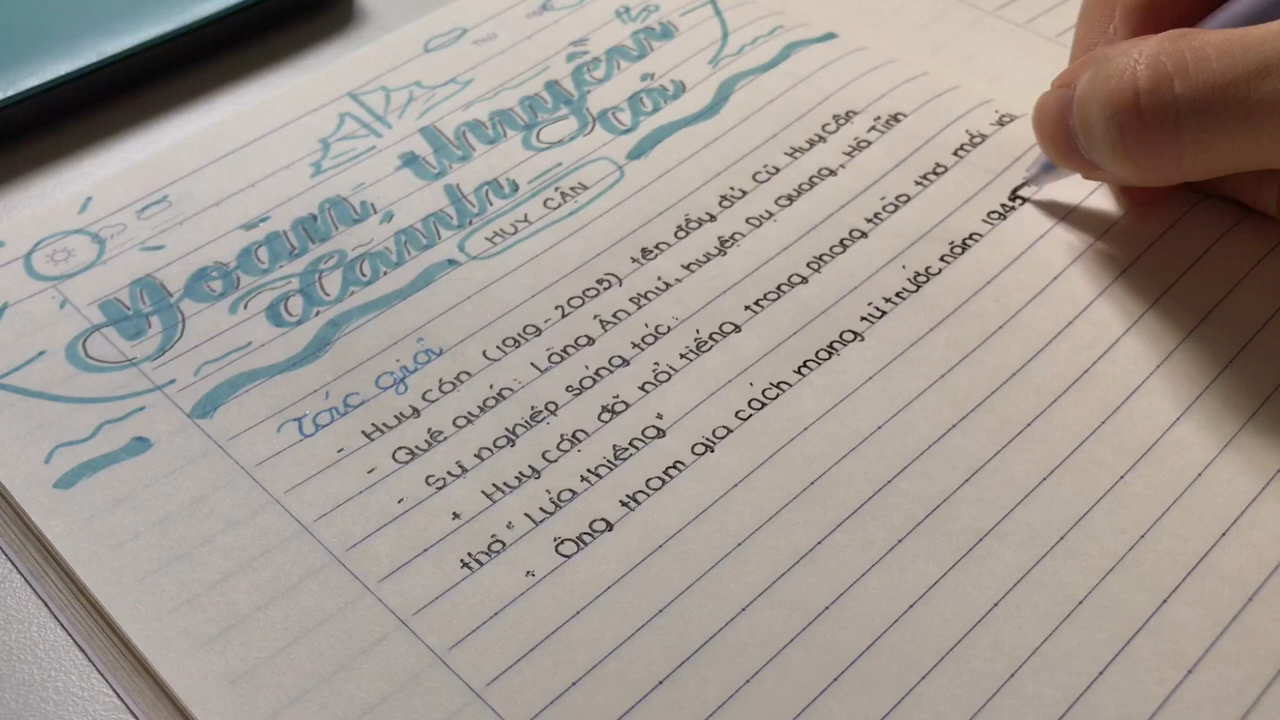 Đoàn thuyền
đánh cá
HUY CẬN
Tác giả
- Huy Cận (1919 - 2005) tên đầy đủ Cù Huy Cận
- Quê quán: Làng Ân Phú, huyện Vụ Quang, Hà Tĩnh
- Sự nghiệp sáng tác:
+ Huy Cận đã nổi tiếng trong phong trào thơ mới với
thơ "Lửa thiêng"
+ Ông tham gia cách mạng từ trước năm 1945